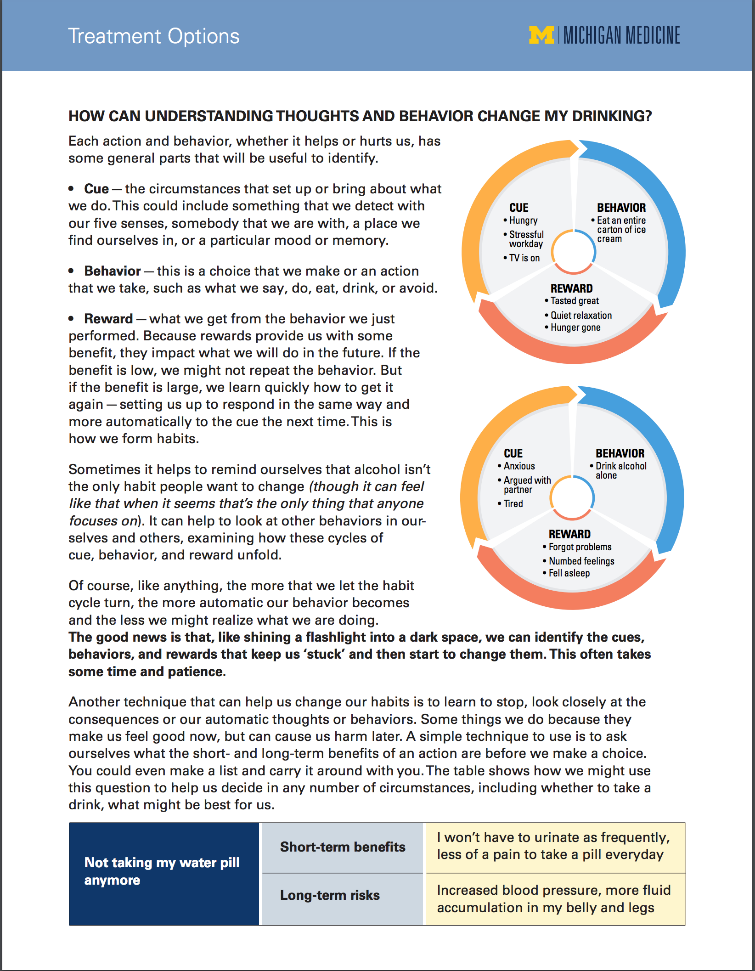 Treatment Options
M | MICHIGAN MEDICINE
HOW CAN UNDERSTANDING THOUGHTS AND BEHAVIOR CHANGE MY DRINKING?
Each action and behavior, whether it helps or hurts us, has
some general parts that will be useful to identify.
• Cue — the circumstances that set up or bring about what
we do. This could include something that we detect with
our five senses, somebody that we are with, a place we
find ourselves in, or a particular mood or memory.
• Behavior — this is a choice that we make or an action
that we take, such as what we say, do, eat, drink, or avoid.
• Reward — what we get from the behavior we just
performed. Because rewards provide us with some
benefit, they impact what we will do in the future. If the
benefit is low, we might not repeat the behavior. But
if the benefit is large, we learn quickly how to get it
again — setting us up to respond in the same way and
more automatically to the cue the next time. This is
how we form habits.
Sometimes it helps to remind ourselves that alcohol isn't
the only habit people want to change (though it can feel
like that when it seems that's the only thing that anyone
focuses on). It can help to look at other behaviors in our-
selves and others, examining how these cycles of
cue, behavior, and reward unfold.
Of course, like anything, the more that we let the habit
cycle turn, the more automatic our behavior becomes
and the less we might realize what we are doing.
The good news is that, like shining a flashlight into a dark space, we can identify the cues,
behaviors, and rewards that keep us 'stuck' and then start to change them. This often takes
some time and patience.
CUE
• Hungry
• Stressful
workday
• TV is on
BEHAVIOR
• Eat an entire
carton of ice
cream
REWARD
• Tasted great
• Quiet relaxation
• Hunger gone
CUE
• Anxious
• Argued with
partner
• Tired
BEHAVIOR
• Drink alcohol
alone
REWARD
• Forgot problems
• Numbed feelings
• Fell asleep
Another technique that can help us change our habits is to learn to stop, look closely at the
consequences or our automatic thoughts or behaviors. Some things we do because they
make us feel good now, but can cause us harm later. A simple technique to use is to ask
ourselves what the short- and long-term benefits of an action are before we make a choice.
You could even make a list and carry it around with you. The table shows how we might use
this question to help us decide in any number of circumstances, including whether to take a
drink, what might be best for us.
Not taking my water pill
anymore
Short-term benefits
I won't have to urinate as frequently,
less of a pain to take a pill everyday
Long-term risks
Increased blood pressure, more fluid
accumulation in my belly and legs